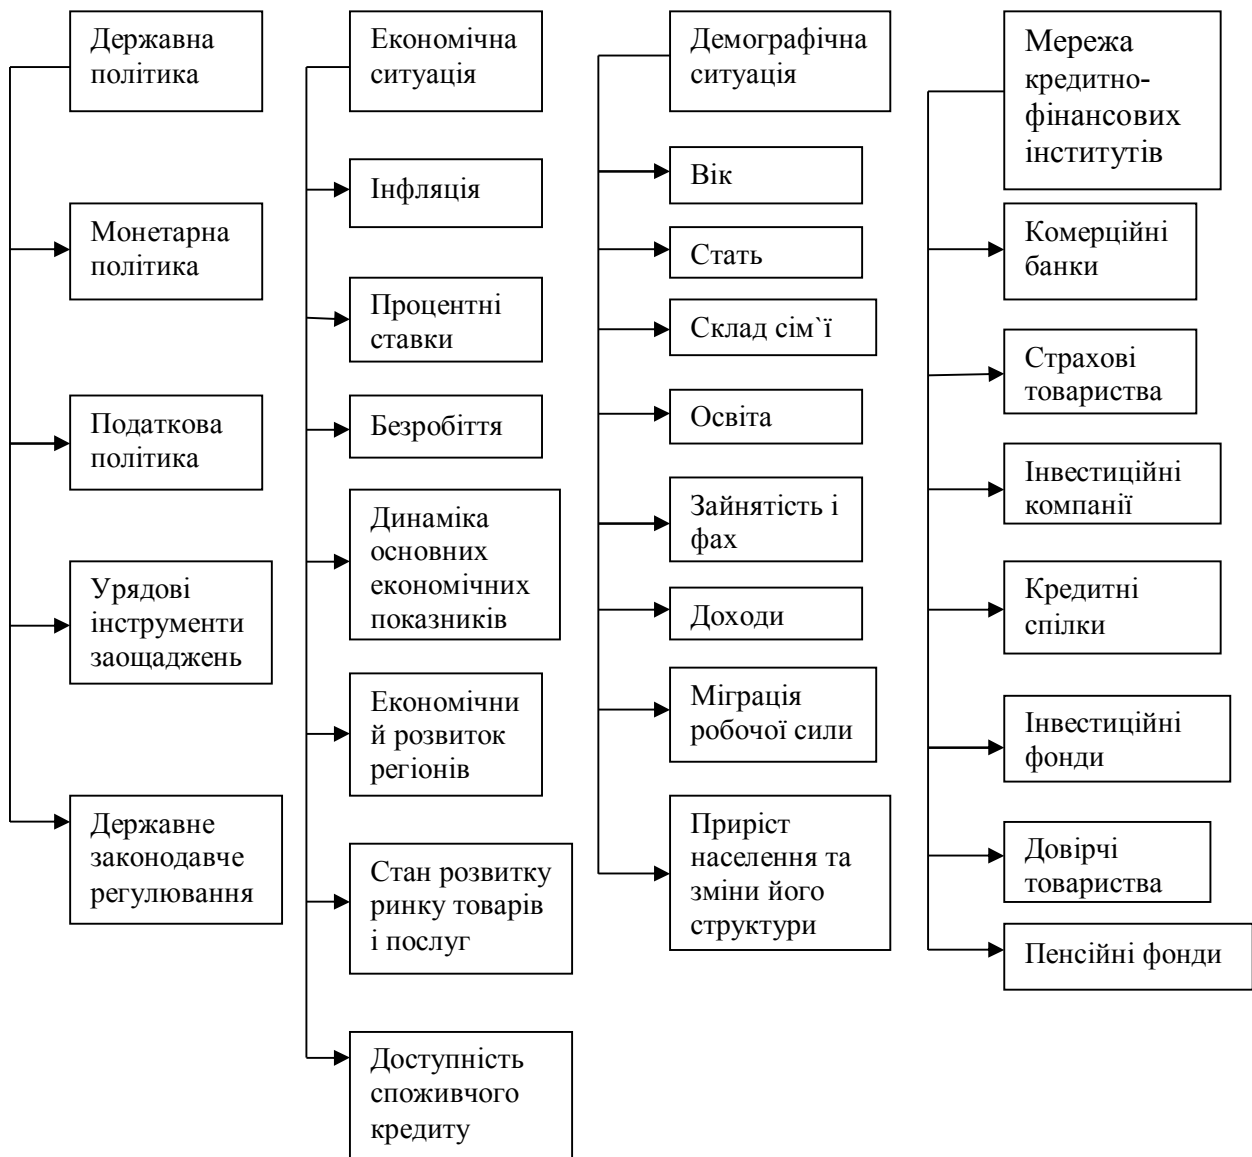 Державна
політика
Монетарна
політика
Податкова
політика
Урядові
інструменти
заощаджень
Державне
законодавче
регулювання
Економічна
ситуація
Інфляція
Процентні
ставки
Безробіття
Динаміка
основних
економічних
показників
Економічни
й розвиток
регіонів
Стан розвитку
ринку товарів
і послуг
Доступність
споживчого
кредиту
Демографічна
ситуація
Вік
Стать
Склад сім`ї
Освіта
Зайнятість і
фах
Доходи
Міграція
робочої сили
Приріст
населення та
зміни його
структури
Мережа
кредитно-
фінансових
інститутів
Комерційні
банки
Страхові
товариства
Інвестиційні
компанії
Кредитні
спілки
Інвестиційні
фонди
Довірчі
товариства
Пенсійні фонди